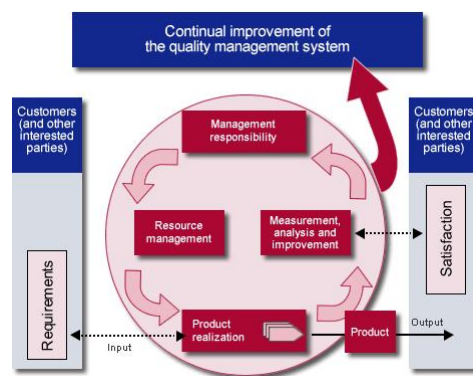 Continual improvement of
the quality management system
Customers
(and other
interested
parties)
Customers
(and other
interested
parties)
Management
responsibility
Resource
management
Measurement,
analysis and
improvement
Satisfaction
Requirements
Product
realization
Product
Input
Output